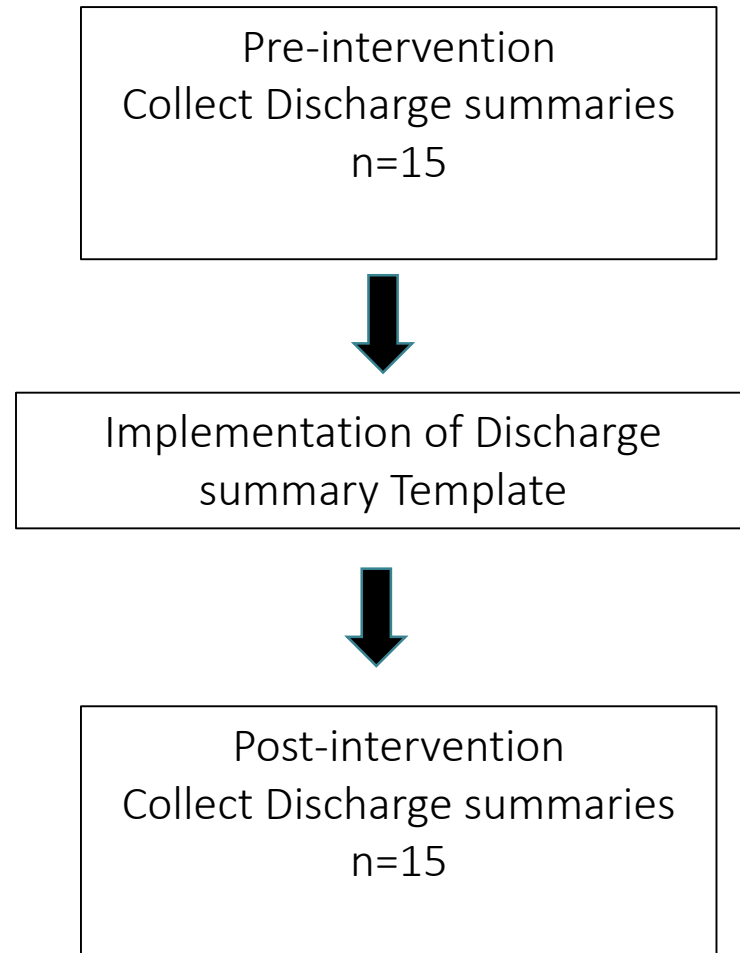 Pre-intervention
Collect Discharge summaries
n=15
Implementation of Discharge
summary Template
Post-intervention
Collect Discharge summaries
n=15